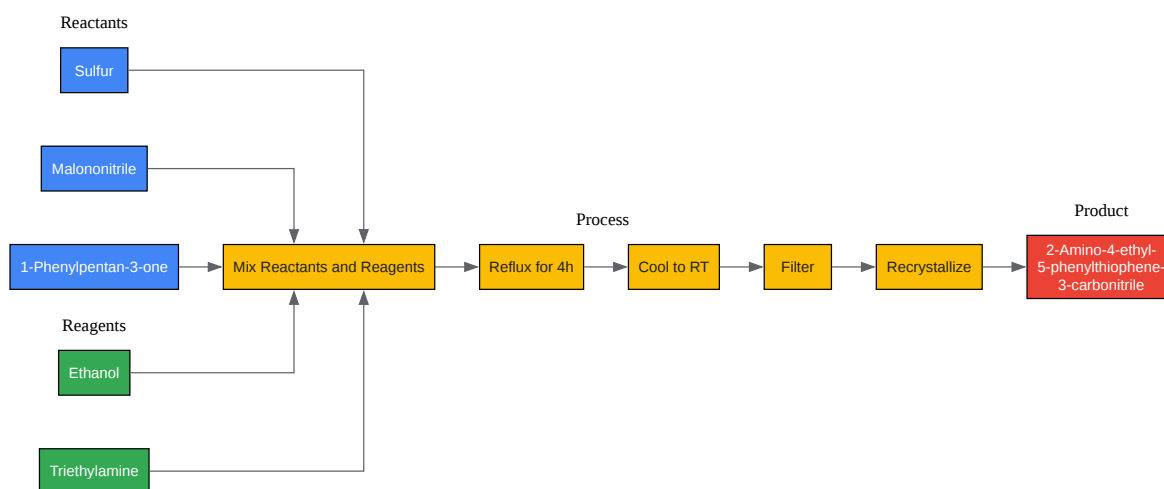 Reactants
Sulfur
Malononitrile
1-Phenylpentan-3-one
Reagents
Ethanol
Triethylamine
Process
Mix Reactants and Reagents
Reflux for 4h
Cool to RT
Filter
Recrystallize
Product
2-Amino-4-ethyl-
5-phenylthiophene-
3-carbonitrile